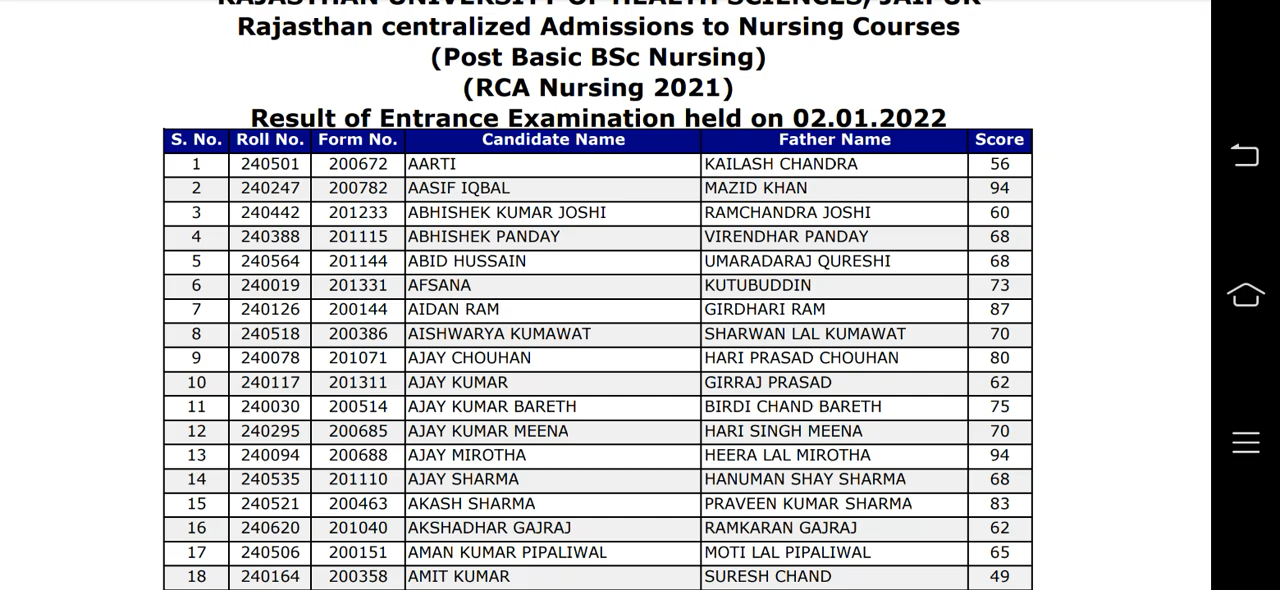 RAJASTHAN UNIVERSITY OF HEALTH SCIENCES, JAIPUR
Rajasthan centralized Admissions to Nursing Courses
(Post Basic BSc Nursing)
(RCA Nursing 2021)
Result of Entrance Examination held on 02.01.2022
S. No. Roll No. Form No. Candidate Name Father Name Score
1 240501 200672 AARTI KAILASH CHANDRA 56
2 240247 200782 AASIF IQBAL MAZID KHAN 94
3 240442 201233 ABHISHEK KUMAR JOSHI RAMCHANDRA JOSHI 60
4 240388 201115 ABHISHEK PANDAY VIRENDHAR PANDAY 68
5 240564 201144 ABID HUSSAIN UMARADARAJ QURESHI 68
6 240019 201331 AFSANA KUTUBUDDIN 73
7 240126 200144 AIDAN RAM GIRDHARI RAM 87
8 240518 200386 AISHWARYA KUMAWAT SHARWAN LAL KUMAWAT 70
9 240078 201071 AJAY CHOUHAN HARI PRASAD CHOUHAN 80
10 240117 201311 AJAY KUMAR GIRRAJ PRASAD 62
11 240030 200514 AJAY KUMAR BARETH BIRDI CHAND BARETH 75
12 240295 200685 AJAY KUMAR MEENA HARI SINGH MEENA 70
13 240094 200688 AJAY MIROTHA HEERA LAL MIROTHA 94
14 240535 201110 AJAY SHARMA HANUMAN SHAY SHARMA 68
15 240521 200463 AKASH SHARMA PRAVEEN KUMAR SHARMA 83
16 240620 201040 AKSHADHAR GAJRAJ RAMKARAN GAJRAJ 62
17 240506 200151 AMAN KUMAR PIPALIWAL MOTI LAL PIPALIWAL 65
18 240164 200358 AMIT KUMAR SURESH CHAND 49